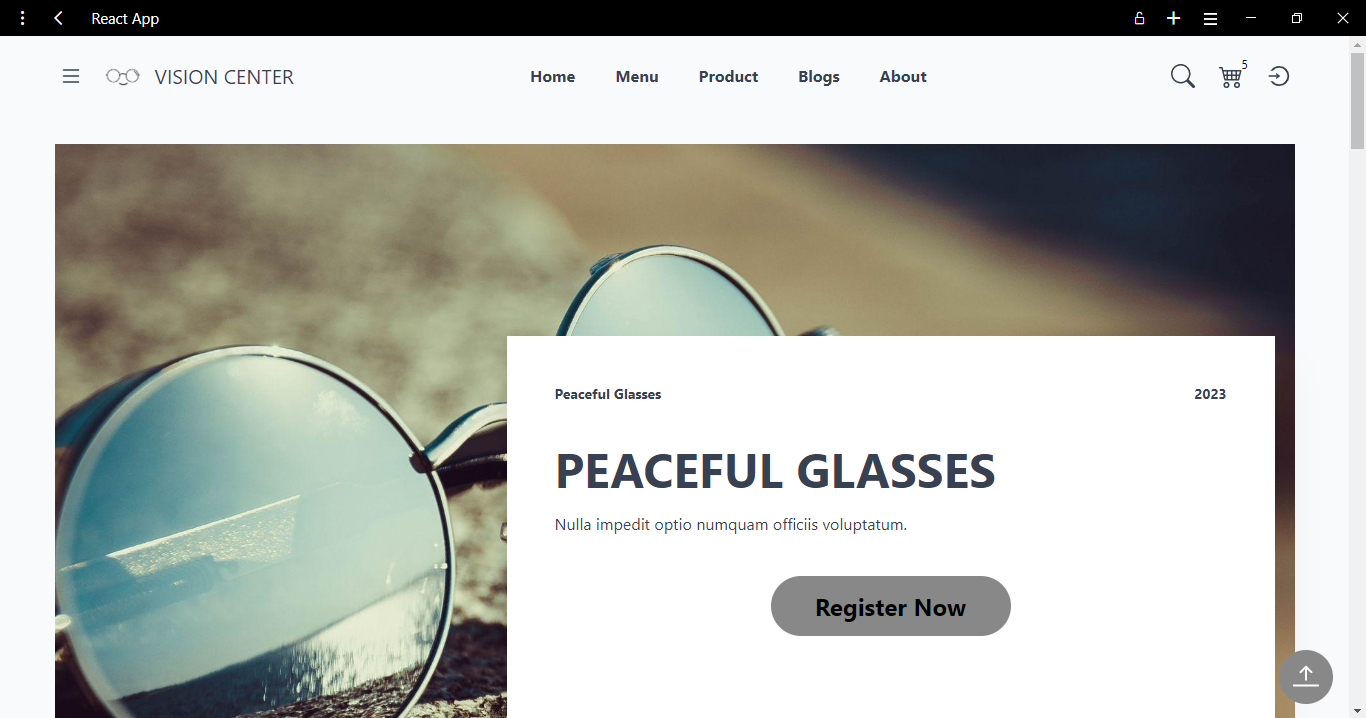 React App
VISION CENTER
Home Menu Product Blogs About
5
Peaceful Glasses 2023
PEACEFUL GLASSES
Nulla impedit optio numquam officiis voluptatum.
Register Now